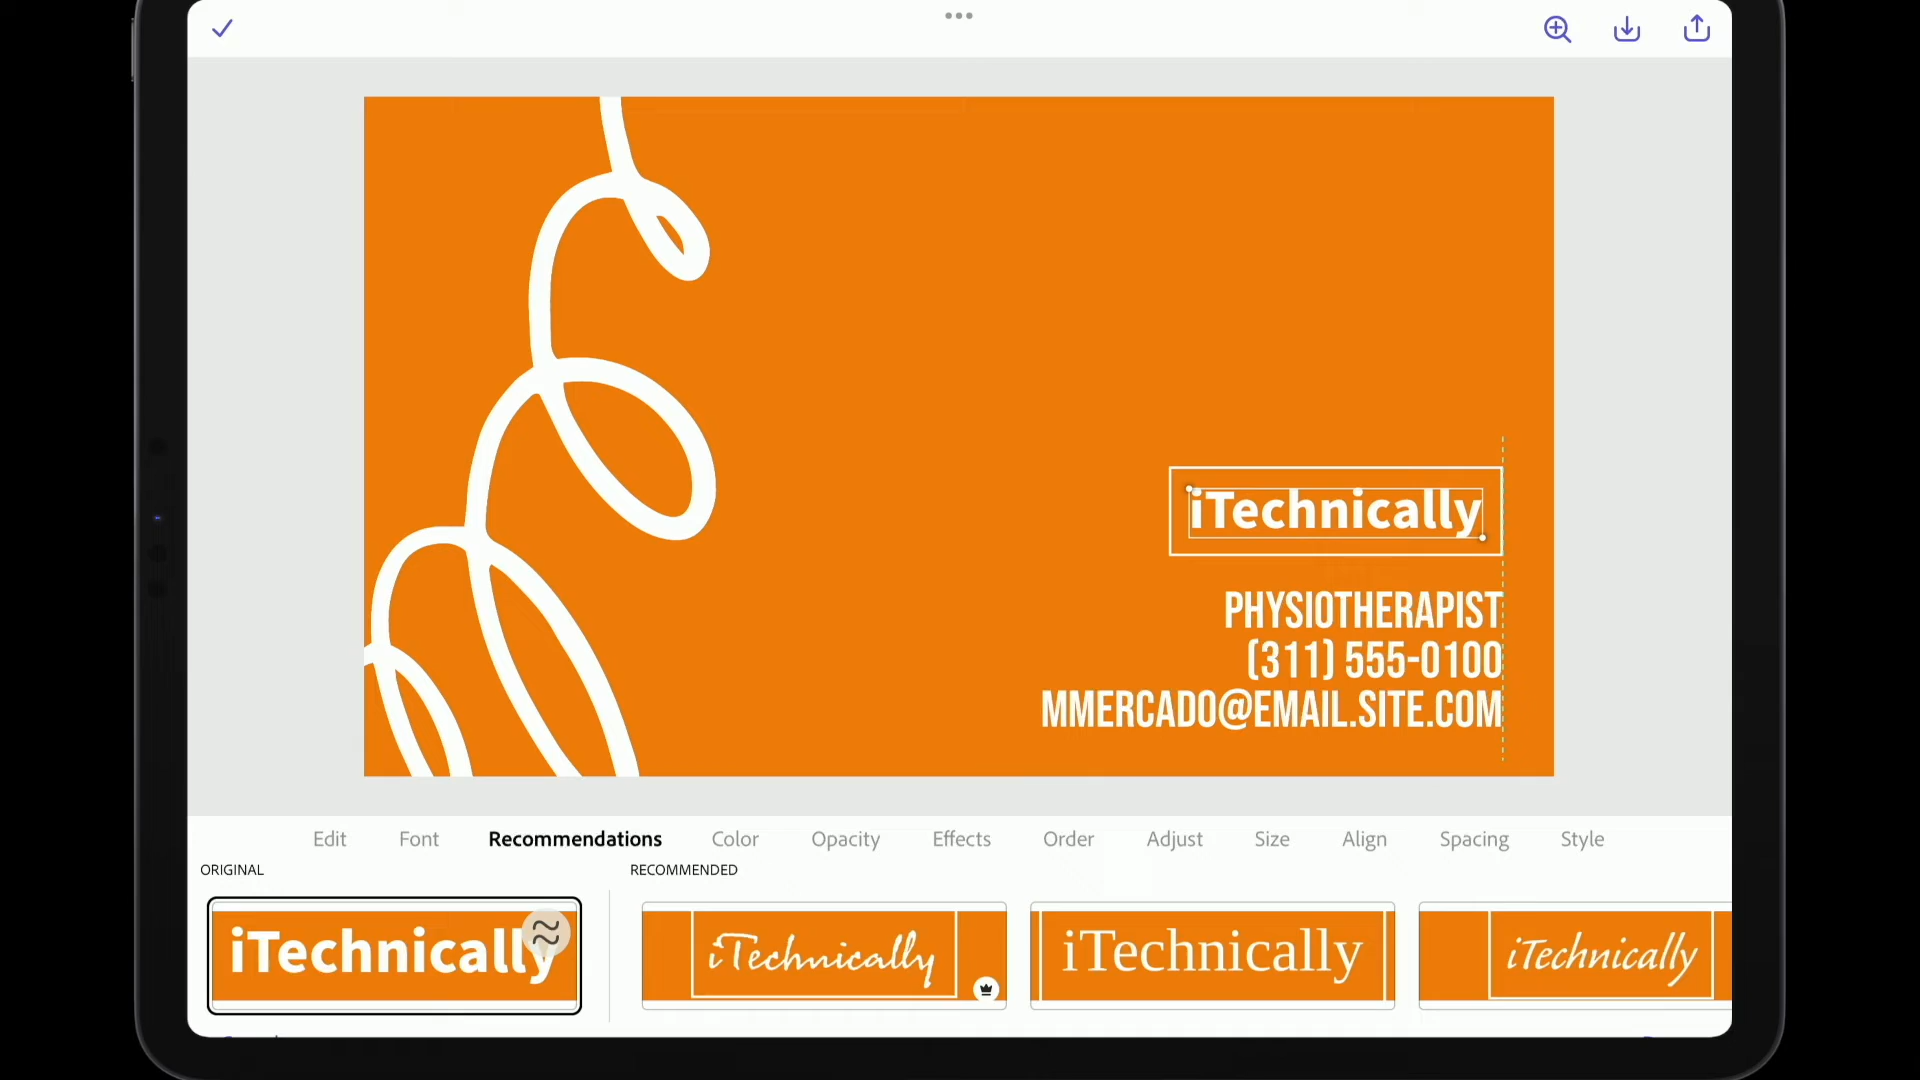 iTechnically
PHYSIOTHERAPIST
(311) 555-0100
MMERCADO@EMAIL.SITE.COM
Edit Font Recommendations Color Opacity Effects Order Adjust Size Align Spacing Style
ORIGINAL RECOMMENDED
iTechnically iTechnically iTechnically iTechnically